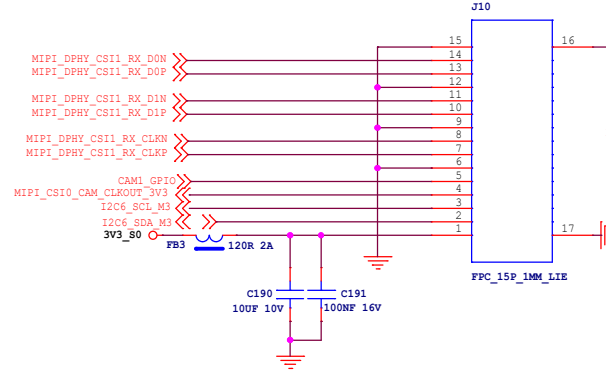 J10
15
16
MIPI_DPHY_CSI1_RX_D0N 14
MIPI_DPHY_CSI1_RX_D0P 13
12
MIPI_DPHY_CSI1_RX_D1N 11
MIPI_DPHY_CSI1_RX_D1P 10
9
MIPI_DPHY_CSI1_RX_CLKN 8
MIPI_DPHY_CSI1_RX_CLKP 7
6
CAM1_GPIO 5
MIPI_CSI0_CAM_CLKOUT_3V3 4
I2C6_SCL_M3 3
I2C6_SDA_M3 2
3V3_S0 1 17
FB3 120R 2A
FPC_15P_1MM_LIE
C190 C191
10UF 10V 100NF 16V